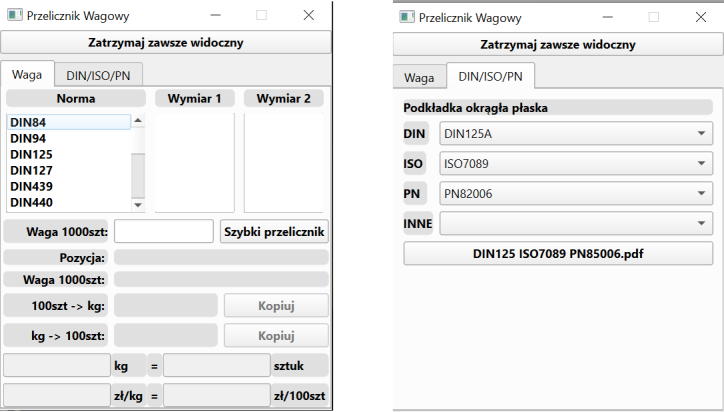 Przelicznik Wagowy
Zatrzymaj zawsze widoczny
Waga DIN/ISO/PN
Norma Wymiar 1 Wymiar 2
DIN84
DIN94
DIN125
DIN127
DIN439
DIN440
Waga 1000szt: Szybki przelicznik
Pozycja:
Waga 1000szt:
100szt -> kg: Kopiuj
kg -> 100szt: Kopiuj
kg = sztuk
zł/kg = zł/100szt
Przelicznik Wagowy
Zatrzymaj zawsze widoczny
Waga DIN/ISO/PN
Podkładka okrągła płaska
DIN DIN125A
ISO ISO7089
PN PN82006
INNE
DIN125 ISO7089 PN85006.pdf